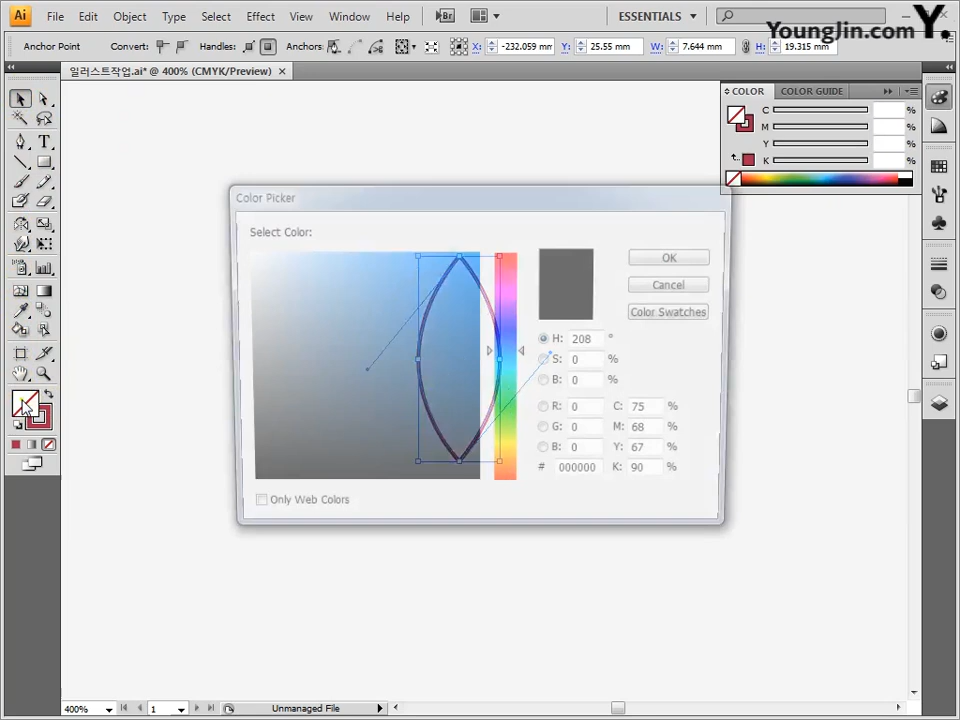 Ai File Edit Object Type Select Effect View Window Help Br ESSENTIALS
YoungJin.com Y.
Anchor Point Convert: Handles: Anchors: X: -232.059 mm Y: 25.55 mm W: 7.644 mm H: 19.315 mm
일러스트작업.ai* @ 400% (CMYK/Preview)
COLOR COLOR GUIDE
C %
M %
Y %
K %
T
Color Picker
Select Color:
OK
Cancel
Color Swatches
H: 208 °
S: 0 %
B: 0 %
R: 0 C: 75 %
G: 0 M: 68 %
B: 0 Y: 67 %
# 000000 K: 90 %
Only Web Colors
400% 1 Unmanaged File